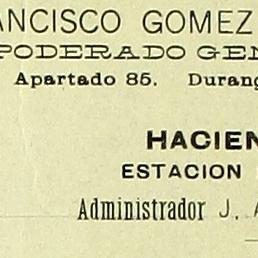 ANCISCO GOMEZ
PODERADO GEN
Apartado 85. Durang
HACIEN
ESTACION
Administrador J. A